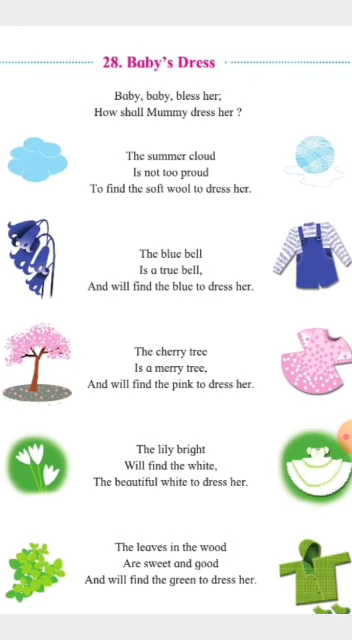 28. Baby's Dress
Baby, baby, bless her;
How shall Mummy dress her ?
The summer cloud
Is not too proud
To find the soft wool to dress her.
The blue bell
Is a true bell,
And will find the blue to dress her.
The cherry tree
Is a merry tree,
And will find the pink to dress her.
The lily bright
Will find the white,
The beautiful white to dress her.
The leaves in the wood
Are sweet and good
And will find the green to dress her.